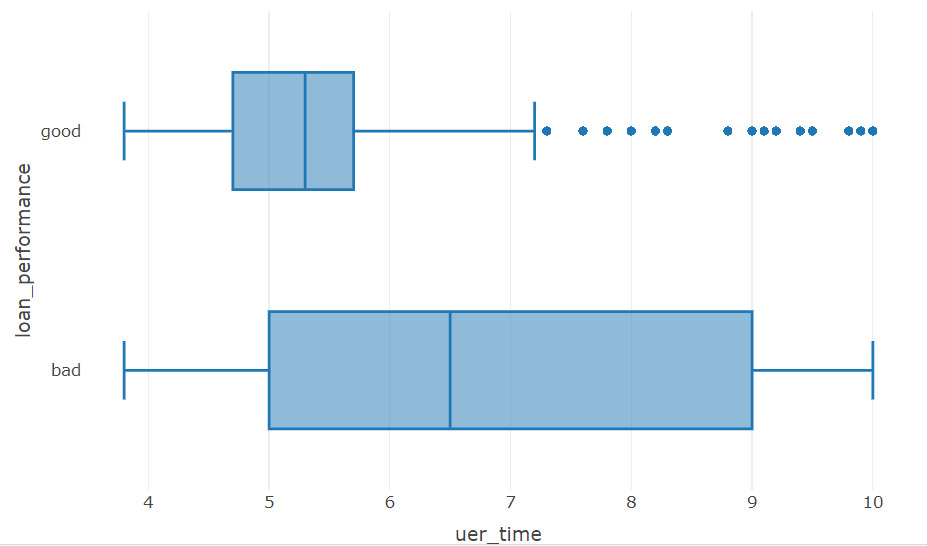 good
loan_performance
bad
4 5 6 7 8 9 10
uer_time